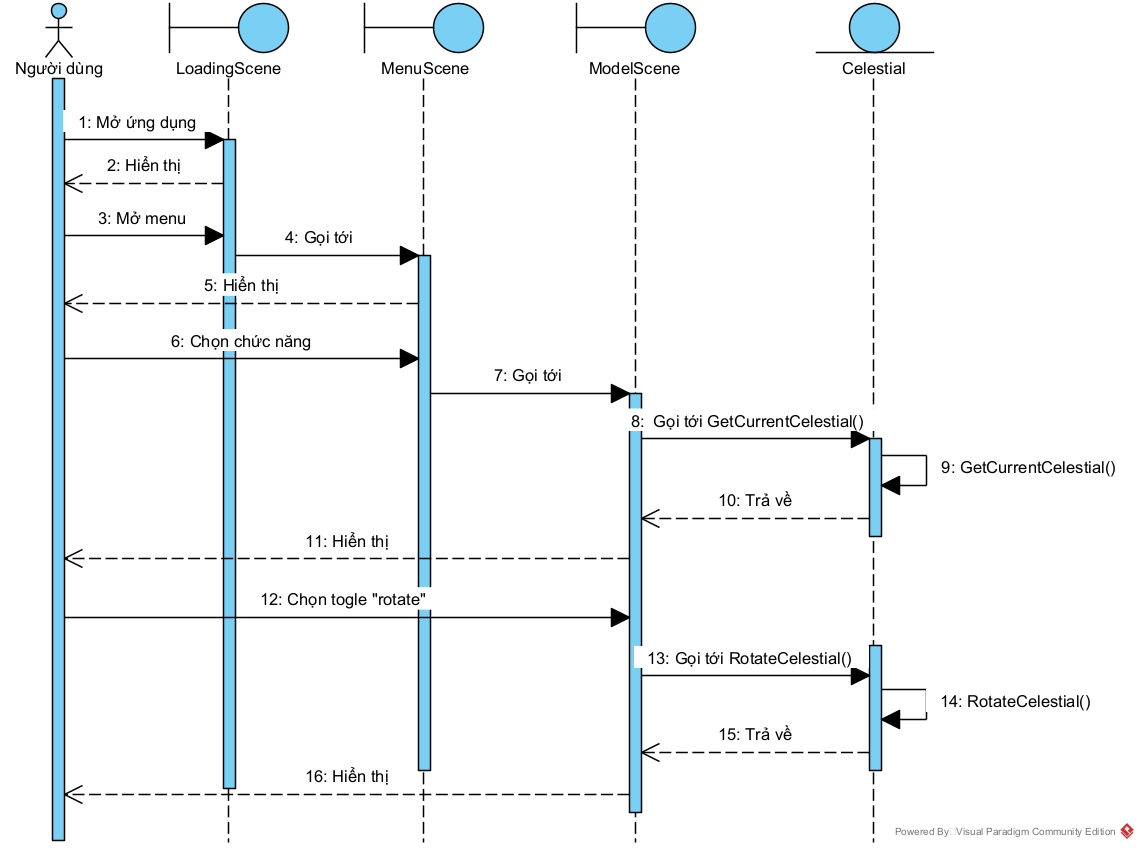 Người dùng
LoadingScene
MenuScene
ModelScene
Celestial
1: Mở ứng dụng
2: Hiển thị
3: Mở menu
4: Gọi tới
5: Hiển thị
6: Chọn chức năng
7: Gọi tới
8: Gọi tới GetCurrentCelestial()
9: GetCurrentCelestial()
10: Trả về
11: Hiển thị
12: Chọn togle "rotate"
13: Gọi tới RotateCelestial()
14: RotateCelestial()
15: Trả về
16: Hiển thị
Powered By Visual Paradigm Community Edition